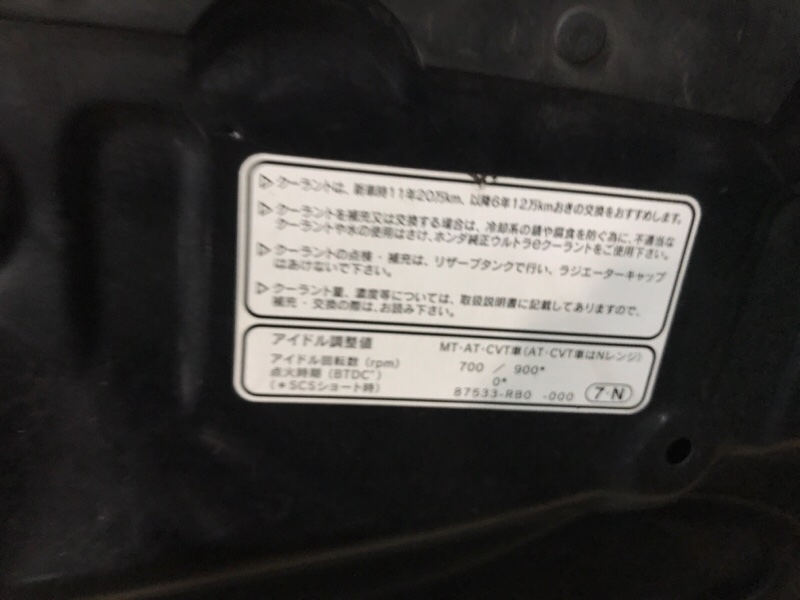 ▷クーラントは、新車時11年20万km、以降6年12万kmおきの交換をおすすめします。
▷クーラントを補充又は交換する場合は、冷却系の錆や腐食を防ぐ為に、不適当な
クーラントや水の使用はさけ、ホンダ純正ウルトラeクーラントをご使用下さい。
▷クーラントの点検・補充は、リザーブタンクで行い、ラジエーターキャップ
はあけないで下さい。
▷クーラント量、濃度等については、取扱説明書に記載してありますので、
補充・交換の際は、お読み下さい。
アイドル調整値 MT・AT・CVT車(AT・CVT車はNレンジ)
アイドル回転数(rpm) 700 / 900*
点火時期(BTDC°) 0*
(*SCSショート時) 87533-RB0 -000 7-N